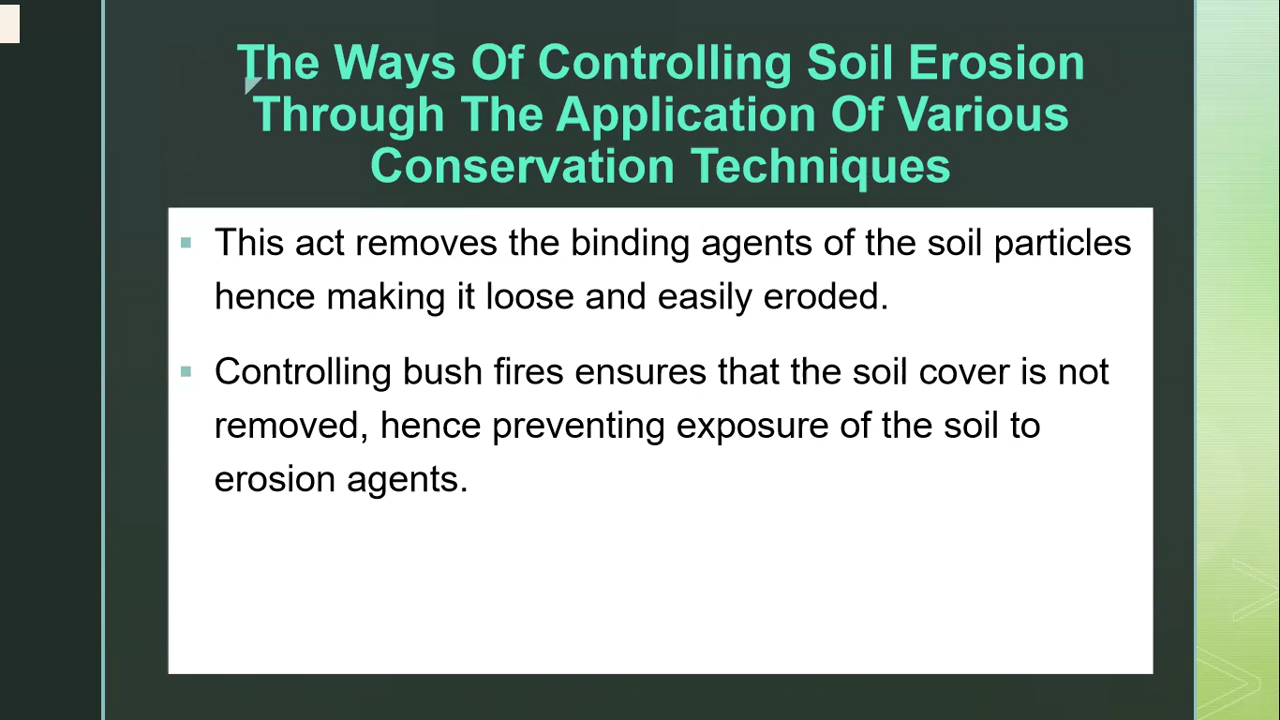 The Ways Of Controlling Soil Erosion
Through The Application Of Various
Conservation Techniques
This act removes the binding agents of the soil particles
hence making it loose and easily eroded.
Controlling bush fires ensures that the soil cover is not
removed, hence preventing exposure of the soil to
erosion agents.